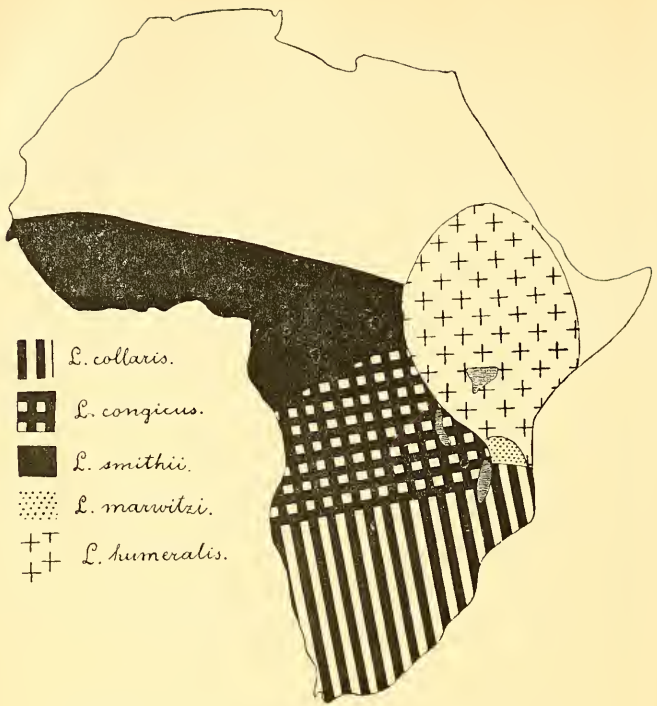 L. collaris.
L. congicus.
L. smithii.
L. marwitzi.
L. humeralis.